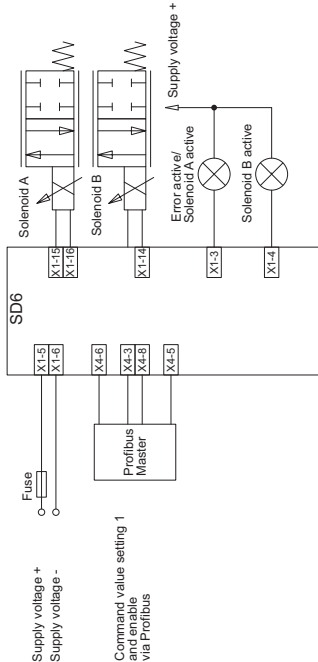 Supply voltage +
Supply voltage -
Fuse
Command value setting 1
and enable
via Profibus
Profibus
Master
SD6
X1-5
X1-6
X4-6
X4-3
X4-8
X4-5
X1-15
X1-16
X1-14
X1-3
X1-4
Solenoid A
Solenoid B
Error active/
Solenoid A active
Solenoid B active
Supply voltage +